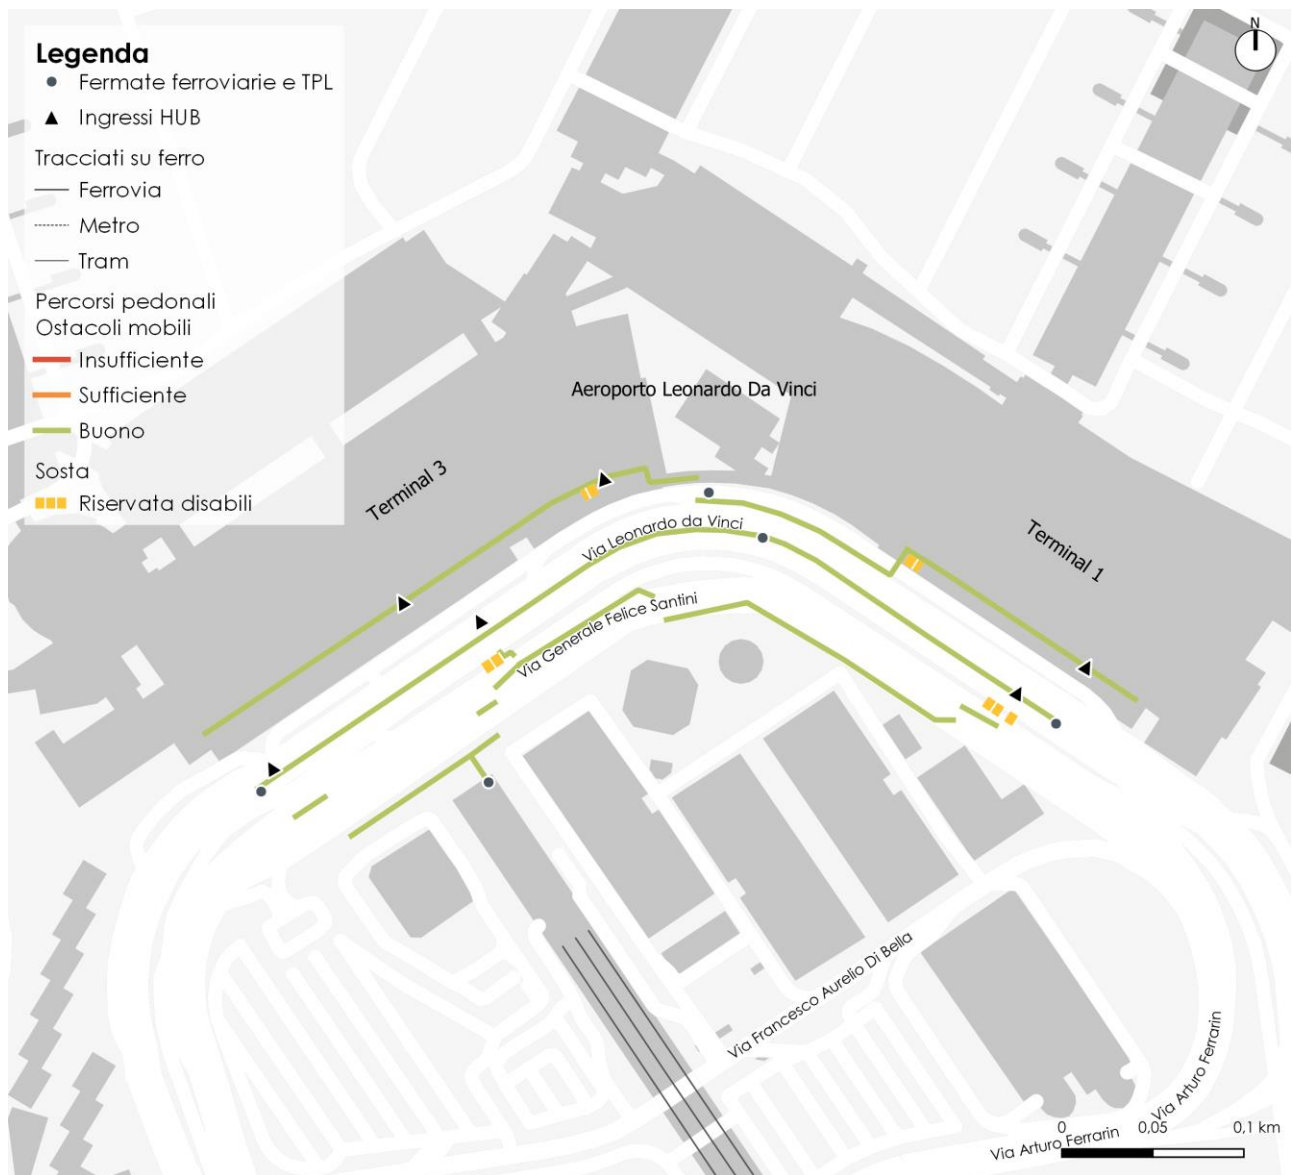 Legenda
Fermate ferroviarie e TPL
Ingressi HUB
Tracciati su ferro
Ferrovia
Metro
Tram
Percorsi pedonali
Ostacoli mobili
Insufficiente
Sufficiente
Buono
Sosta
Riservata disabili
N
Aeroporto Leonardo Da Vinci
Terminal 3
Via Leonardo da Vinci
Terminal 1
Via Generale Felice Santini
Via Francesco Aurelio Di Bella
Via Arturo Ferrarin
Via Arturo Ferrarin
0 0,05 0,1 km